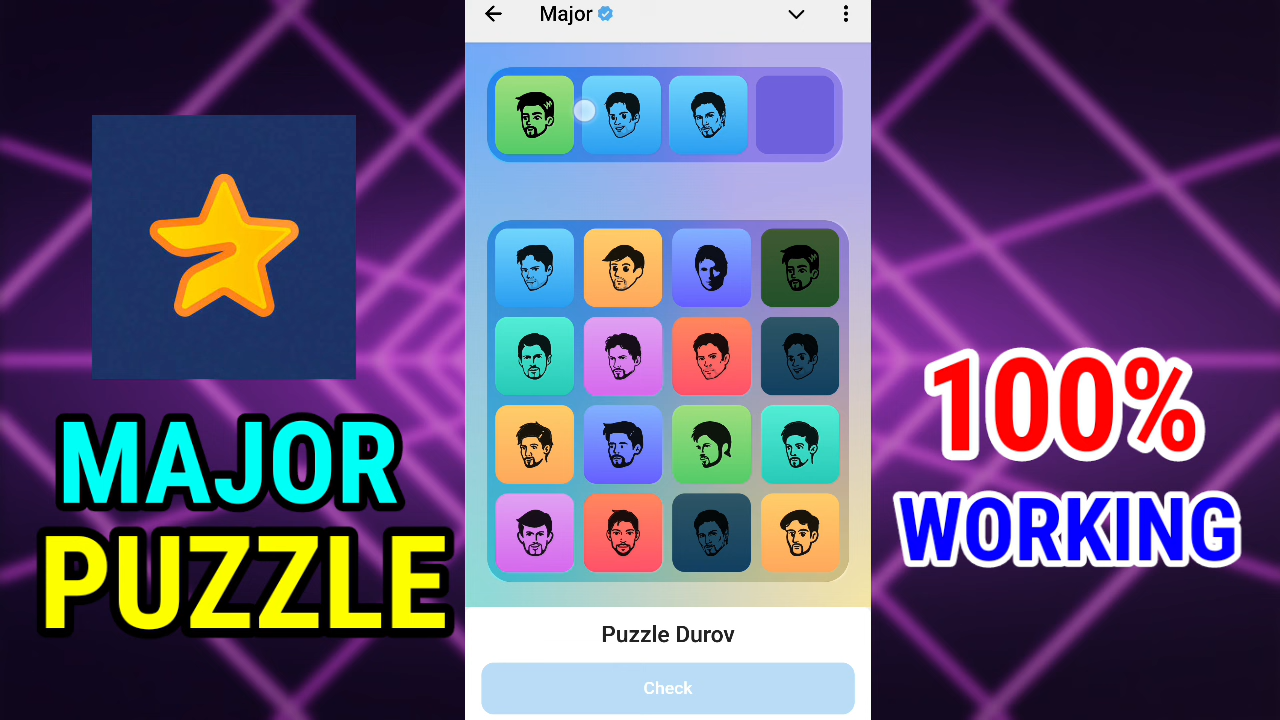 Major
MAJOR
PUZZLE
100%
WORKING
Puzzle Durov
Check